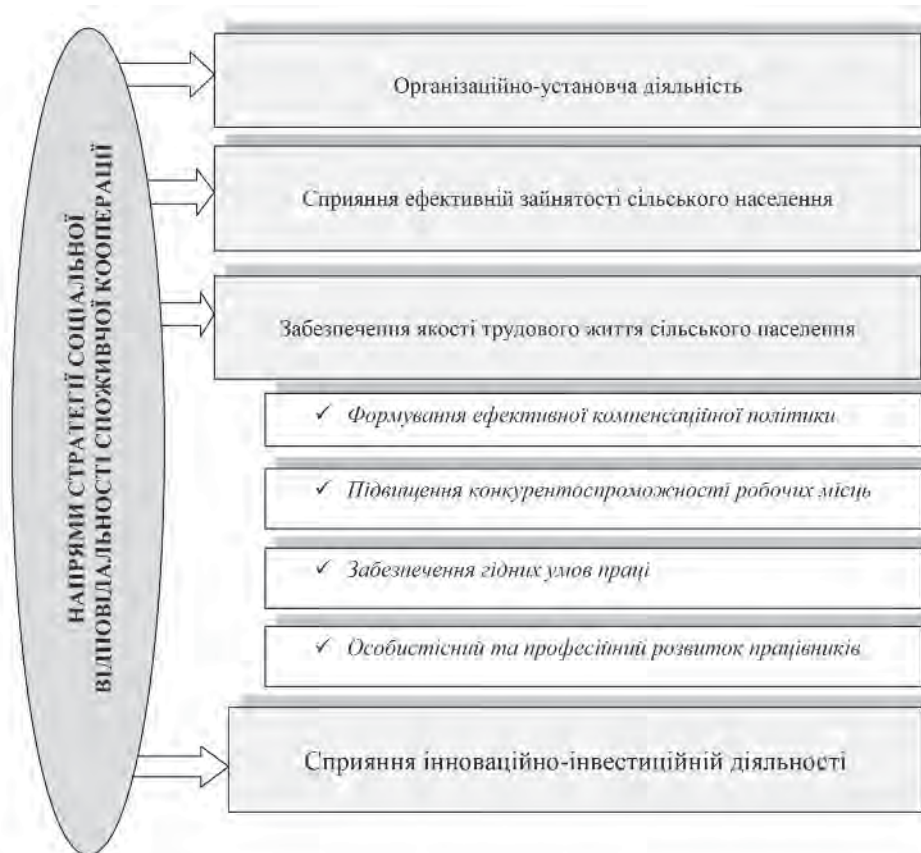 НАПРЯМИ СТРАТЕГІЇ СОЦІАЛЬНОЇ
ВІДПОВІДАЛЬНОСТІ СПОЖИВЧОЇ КООПЕРАЦІЇ
Організаційно-установча діяльність
Сприяння ефективній зайнятості сільського населення
Забезпечення якості трудового життя сільського населення
✓ Формування ефективної компенсаційної політики
✓ Підвищення конкурентоспроможності робочих місць
✓ Забезпечення гідних умов праці
✓ Особистісний та професійний розвиток працівників
Сприяння інноваційно-інвестиційній діяльності